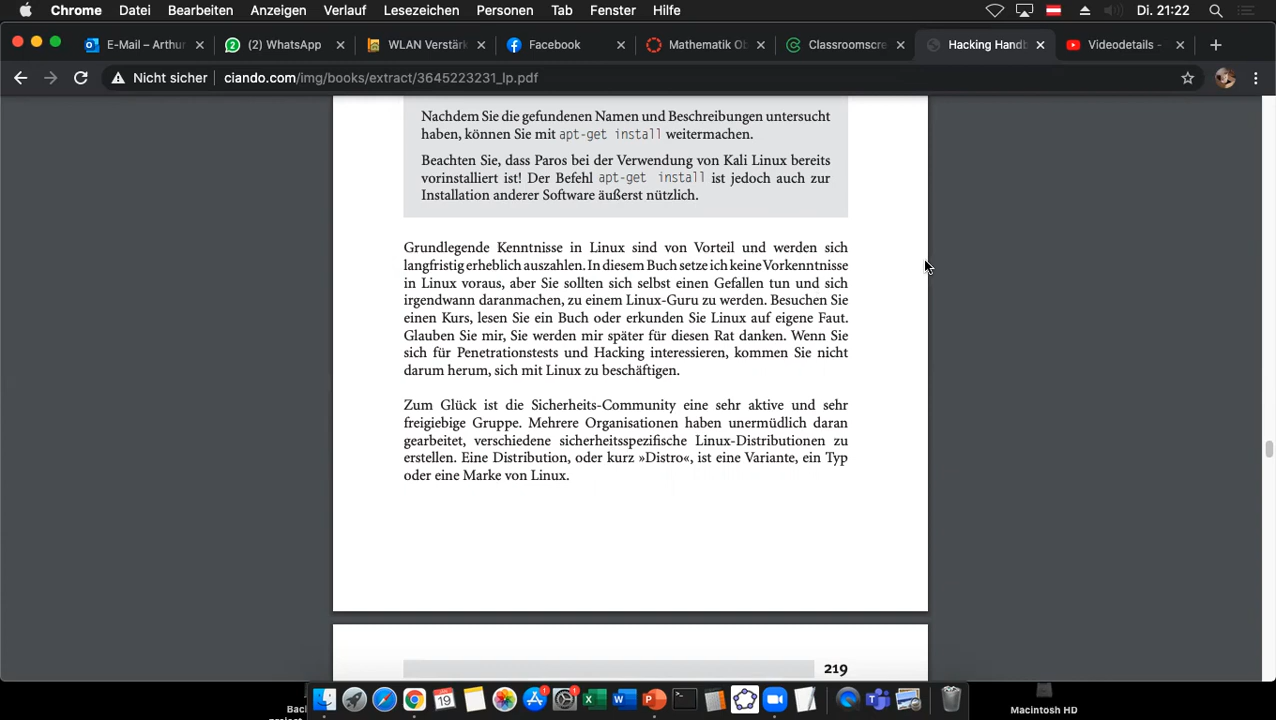 Chrome Datei Bearbeiten Anzeigen Verlauf Lesezeichen Personen Tab Fenster Hilfe Di. 21:22
E-Mail – Arthur (2) WhatsApp WLAN Verstärk Facebook Mathematik Ob Classroomscre Hacking Handb Videodetails -
Nicht sicher ciando.com/img/books/extract/3645223231_lp.pdf
Nachdem Sie die gefundenen Namen und Beschreibungen untersucht
haben, können Sie mit apt-get install weitermachen.
Beachten Sie, dass Paros bei der Verwendung von Kali Linux bereits
vorinstalliert ist! Der Befehl apt-get install ist jedoch auch zur
Installation anderer Software äußerst nützlich.
Grundlegende Kenntnisse in Linux sind von Vorteil und werden sich
langfristig erheblich auszahlen. In diesem Buch setze ich keine Vorkenntnisse
in Linux voraus, aber Sie sollten sich selbst einen Gefallen tun und sich
irgendwann daranmachen, zu einem Linux-Guru zu werden. Besuchen Sie
einen Kurs, lesen Sie ein Buch oder erkunden Sie Linux auf eigene Faut.
Glauben Sie mir, Sie werden mir später für diesen Rat danken. Wenn Sie
sich für Penetrationstests und Hacking interessieren, kommen Sie nicht
darum herum, sich mit Linux zu beschäftigen.
Zum Glück ist die Sicherheits-Community eine sehr aktive und sehr
freigiebige Gruppe. Mehrere Organisationen haben unermüdlich daran
gearbeitet, verschiedene sicherheitsspezifische Linux-Distributionen zu
erstellen. Eine Distribution, oder kurz »Distro«, ist eine Variante, ein Typ
oder eine Marke von Linux.
219
19
Macintosh HD